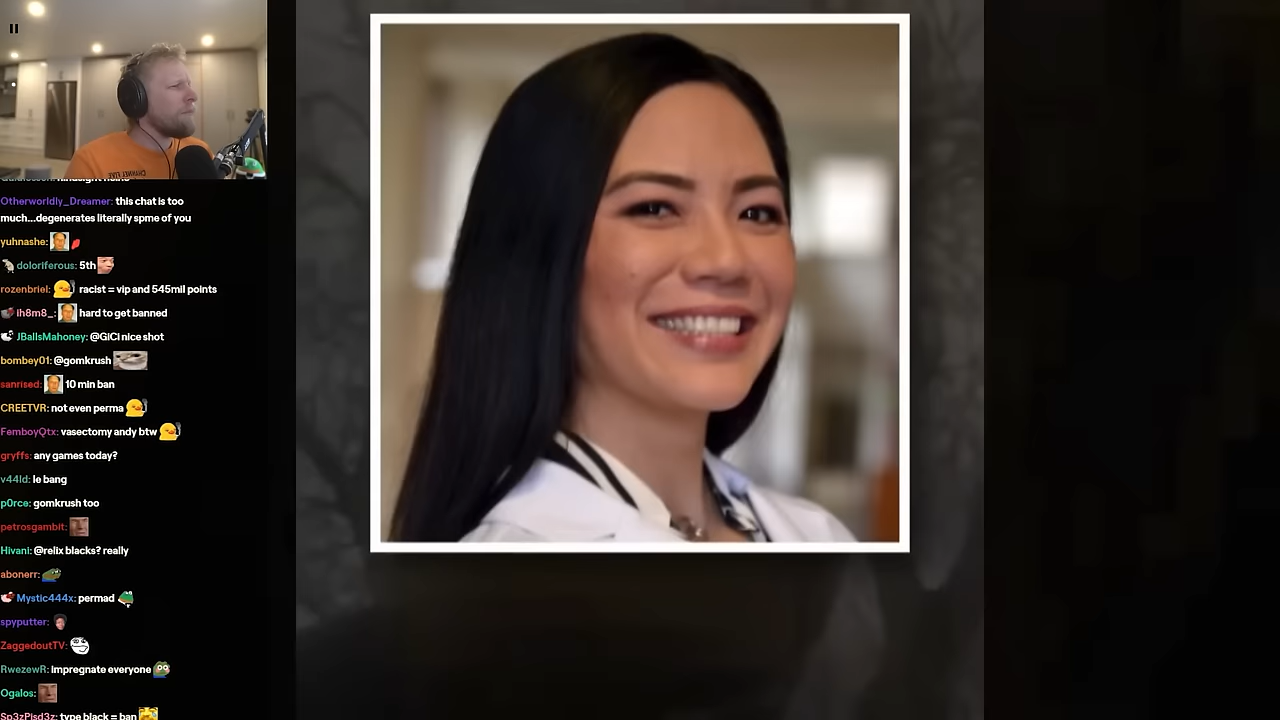 Otherworldly_Dreamer: this chat is too
much...degenerates literally spme of you
yuhnashe:
doloriferous: 5th
rozenbriel: racist = vip and 545mil points
ih8m8_: hard to get banned
JBallsMahoney: @GiCi nice shot
bombey01: @gomkrush
sanrised: 10 min ban
CREETVR: not even perma
FemboyQtx: vasectomy andy btw
gryffs: any games today?
v44ld: le bang
p0rce: gomkrush too
petrosgambit:
Hivani: @relix blacks? really
abonerr:
Mystic444x: permad
spyputter:
ZaggedoutTV:
RwezewR: Impregnate everyone
Ogalos:
Sp3zPisd3z: type black = ban